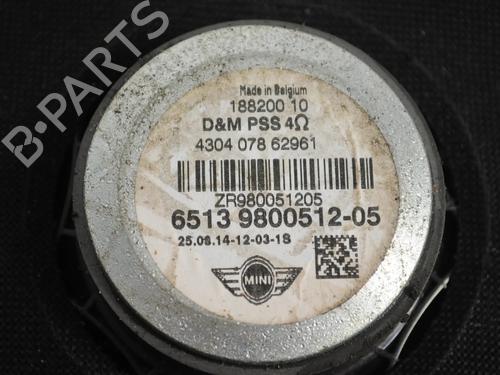 B-PARTS
Made in Belgium
188200 10
D&M PSS 4Ω
4304 078 62961
ZR980051205
6513 9800512-05
25.08.14-12-03-1S
MINI